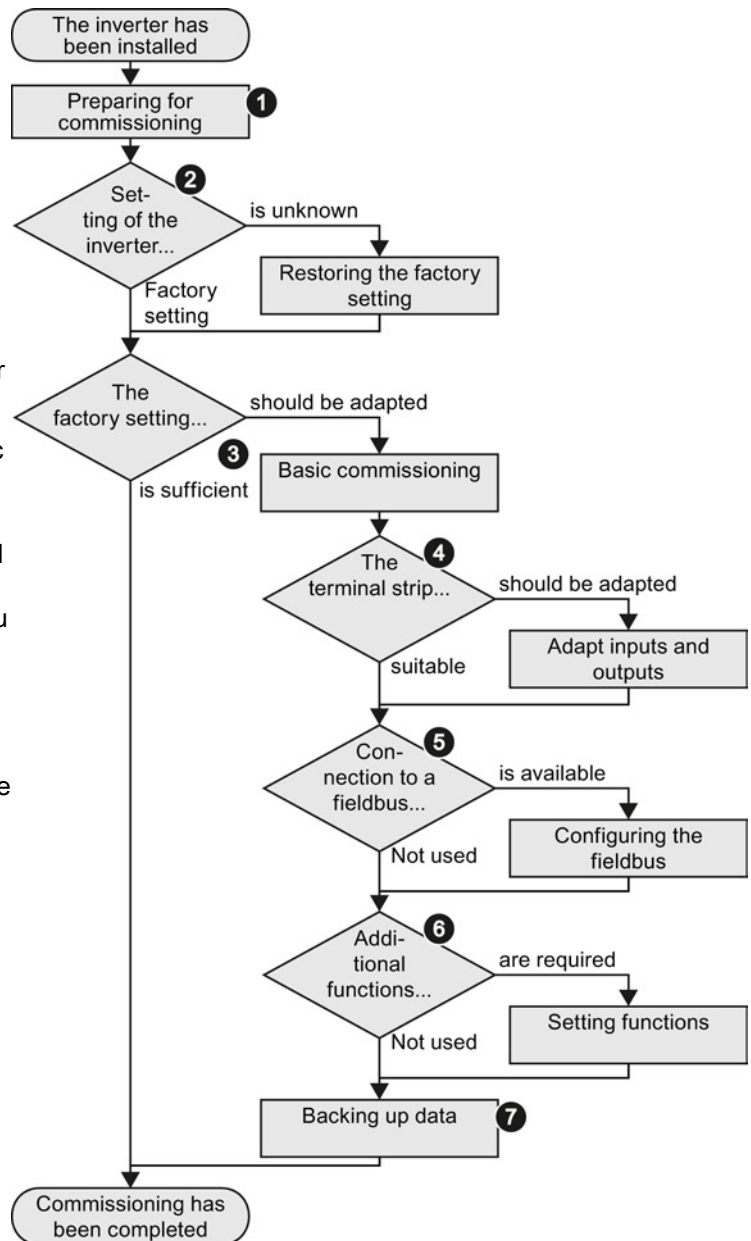 The inverter has
been installed
Preparing for
commissioning
1
2
Set-
ting of the
inverter...
is unknown
Restoring the factory
setting
Factory
setting
r
The
factory setting...
should be adapted
c
3
Basic commissioning
is sufficient
l
4
The
terminal strip...
should be adapted
u
Adapt inputs and
outputs
suitable
5
Con-
nection to a
fieldbus...
is available
e
Configuring the
fieldbus
Not used
6
Addi-
tional
functions...
are required
Setting functions
Not used
Backing up data
7
Commissioning has
been completed